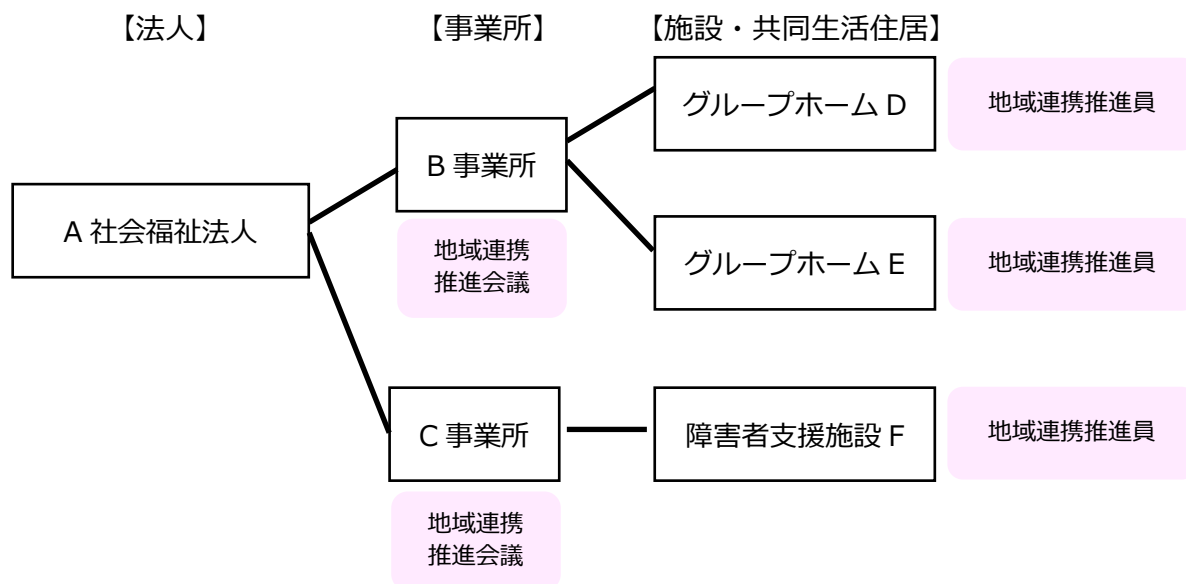 【法人】
【事業所】
【施設・共同生活住居】
グループホーム D
地域連携推進員
B 事業所
A 社会福祉法人
地域連携
推進会議
グループホーム E
地域連携推進員
C 事業所
障害者支援施設 F
地域連携推進員
地域連携
推進会議